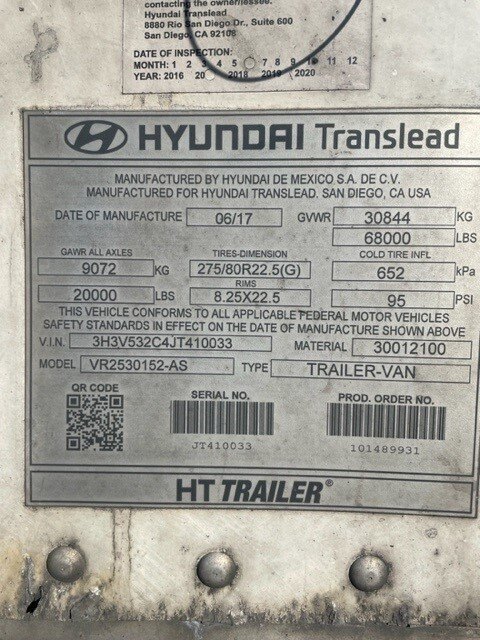 contacting the owner/lessee.
Hyundai Translead
8880 Rio San Diego Dr., Suite 600
San Diego, CA 92108
DATE OF INSPECTION:
MONTH: 1 2 3 4 5 6 7 8 9 10 11 12
YEAR: 2016 20 2018 2019 2020
HYUNDAI Translead
MANUFACTURED BY HYUNDAI DE MEXICO S.A. DE C.V.
MANUFACTURED FOR HYUNDAI TRANSLEAD. SAN DIEGO, CA USA
DATE OF MANUFACTURE 06/17 GVWR 30844 KG
68000 LBS
GAWR ALL AXLES TIRES-DIMENSION COLD TIRE INFL
9072 KG 275/80R22.5(G) 652 kPa
RIMS
20000 LBS 8.25X22.5 95 PSI
THIS VEHICLE CONFORMS TO ALL APPLICABLE FEDERAL MOTOR VEHICLES
SAFETY STANDARDS IN EFFECT ON THE DATE OF MANUFACTURE SHOWN ABOVE
V.I.N. 3H3V532C4JT410033 MATERIAL 30012100
MODEL VR2530152-AS TYPE TRAILER-VAN
QR CODE SERIAL NO. PROD. ORDER NO.
JT410033 101489931
HT TRAILER®